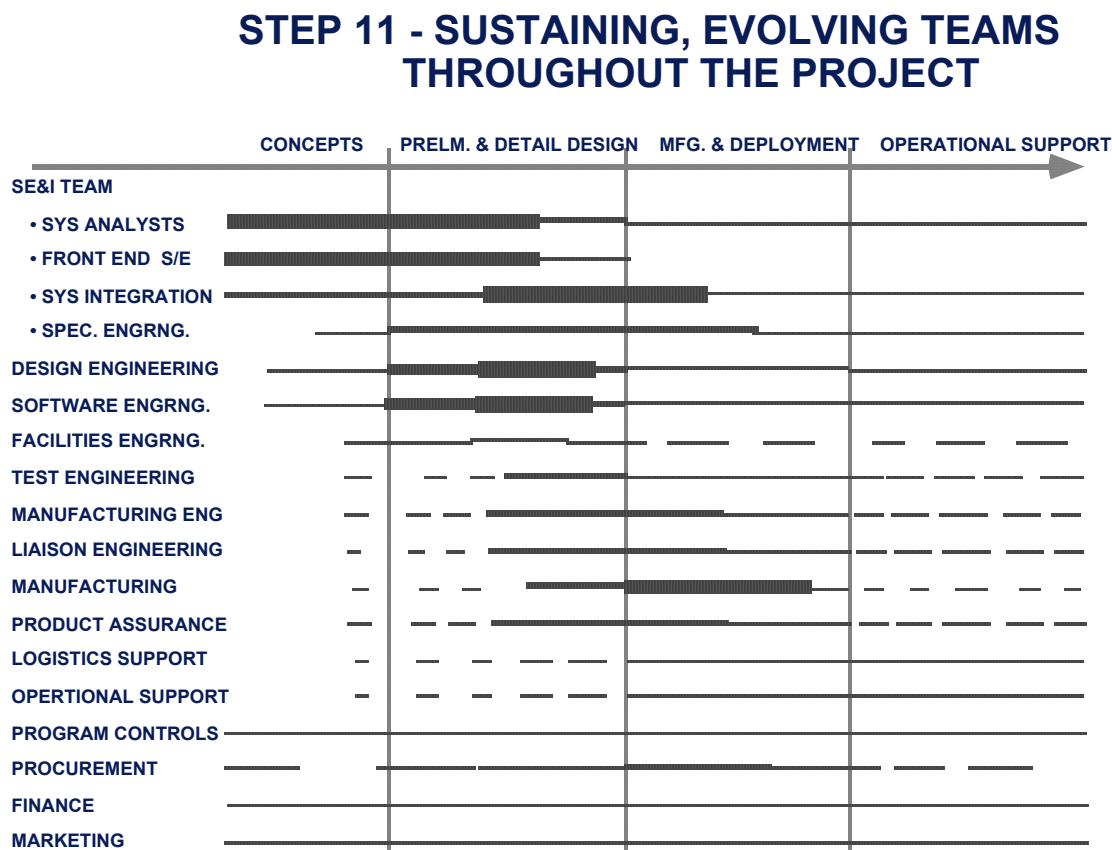 STEP 11 - SUSTAINING, EVOLVING TEAMS
THROUGHOUT THE PROJECT
CONCEPTS PRELM. & DETAIL DESIGN MFG. & DEPLOYMENT OPERATIONAL SUPPORT
SE&I TEAM
• SYS ANALYSTS
• FRONT END S/E
• SYS INTEGRATION
• SPEC. ENGRNG.
DESIGN ENGINEERING
SOFTWARE ENGRNG.
FACILITIES ENGRNG.
TEST ENGINEERING
MANUFACTURING ENG
LIAISON ENGINEERING
MANUFACTURING
PRODUCT ASSURANCE
LOGISTICS SUPPORT
OPERTIONAL SUPPORT
PROGRAM CONTROLS
PROCUREMENT
FINANCE
MARKETING